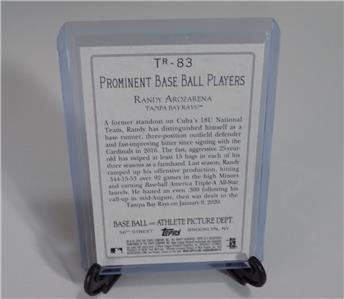 TR-83
PROMINENT BASE BALL PLAYERS
RANDY AROZARENA
TAMPA BAY RAYS™
A former standout on Cuba's 18U National
Team, Randy has distinguished himself as a
base runner, three-position outfield defender
and fast-improving hitter since signing with the
Cardinals in 2016. The fast, aggressive 25-year-
old has swiped at least 15 bags in each of his
three seasons as a farmhand. Last season, Randy
ramped up his offensive production, hitting
.344-15-53 over 92 games in the high Minors
and earning Baseball America Triple-A All-Star
laurels. He batted an even .300 following his
call-up in mid-August, then was dealt to the
Tampa Bay Rays on January 9, 2020.
BASE BALL AND ATHLETE PICTURE DEPT.
56TH STREET Topps BROOKLYN, NY